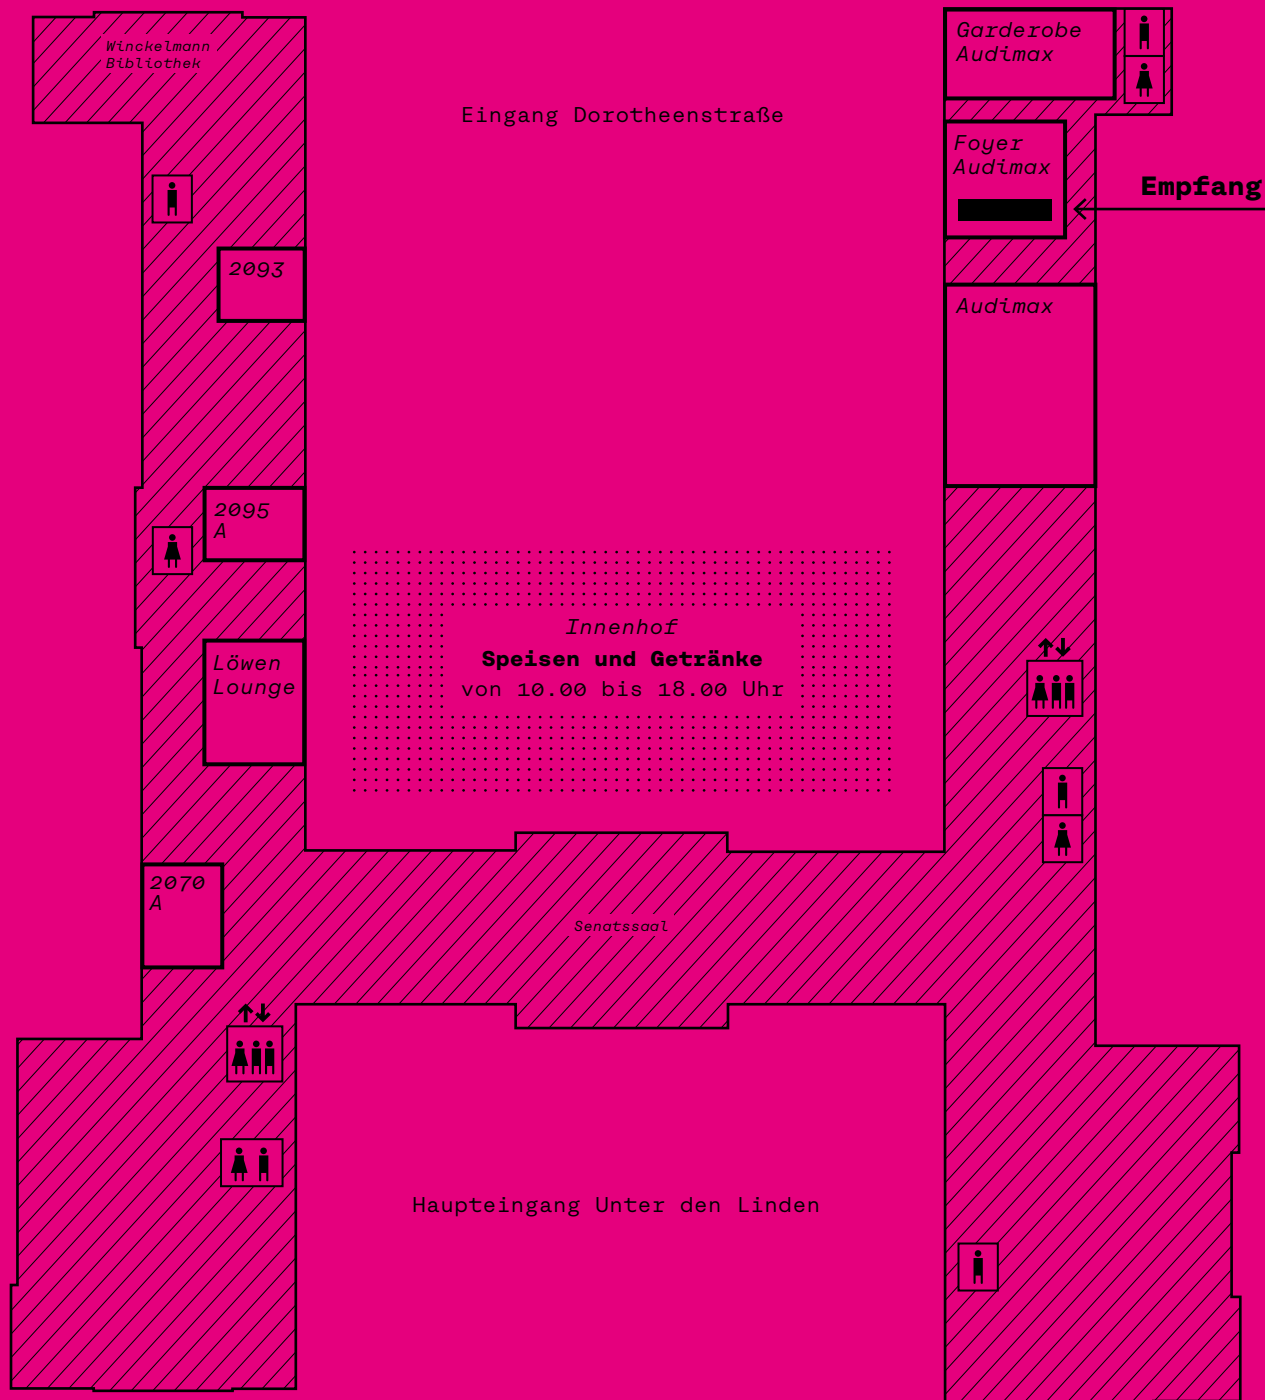 Winckelmann
Bibliothek
Garderobe
Audimax
Eingang Dorotheenstraße
Foyer
Audimax
Empfang
2093
Audimax
2095
A
Innenhof
Speisen und Getränke
von 10.00 bis 18.00 Uhr
Löwen
Lounge
2070
A
Senatssaal
Haupteingang Unter den Linden